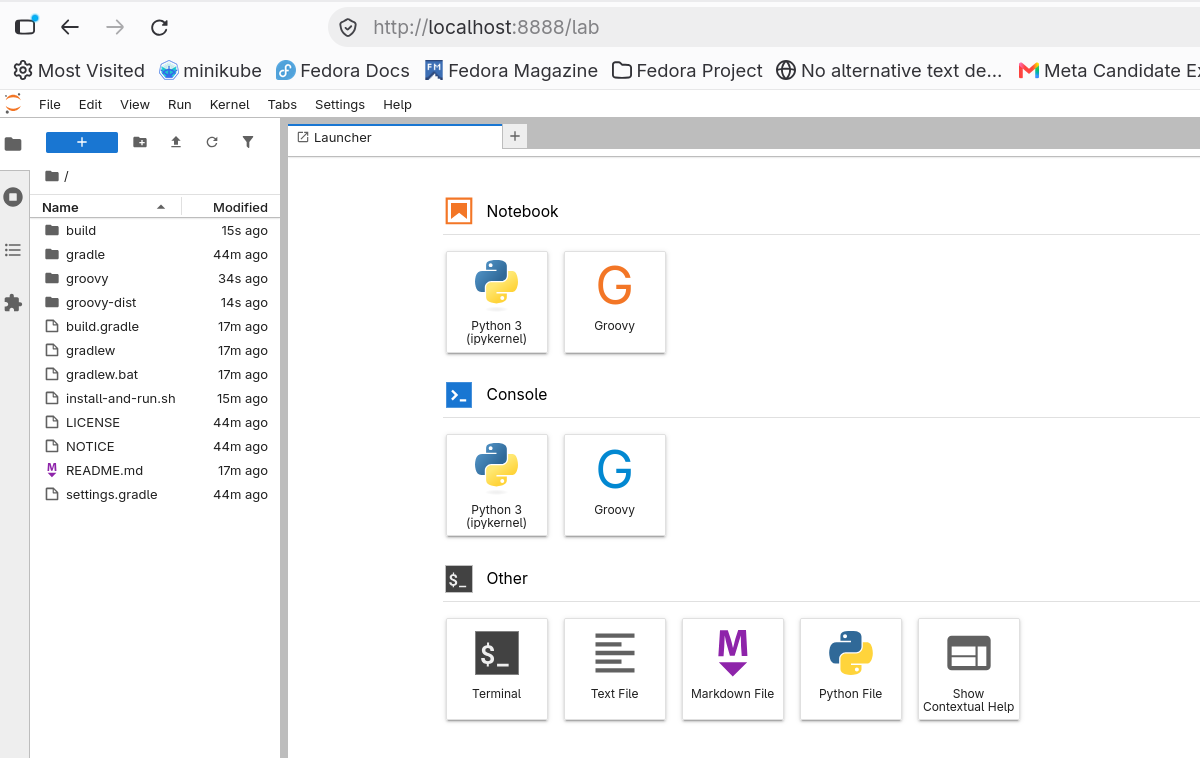 http://localhost:8888/lab
Most Visited minikube Fedora Docs FM Fedora Magazine Fedora Project No alternative text de... Meta Candidate Ex
File Edit View Run Kernel Tabs Settings Help
+ Launcher +
/
Name Modified
build 15s ago
gradle 44m ago
groovy 34s ago
groovy-dist 14s ago
build.gradle 17m ago
gradlew 17m ago
gradlew.bat 17m ago
install-and-run.sh 15m ago
LICENSE 44m ago
NOTICE 44m ago
M README.md 17m ago
settings.gradle 44m ago
Notebook
G
Python 3 Groovy
(ipykernel)
>_ Console
G
Python 3 Groovy
(ipykernel)
$_ Other
$_ M
Terminal Text File Markdown File Python File Show
Contextual Help